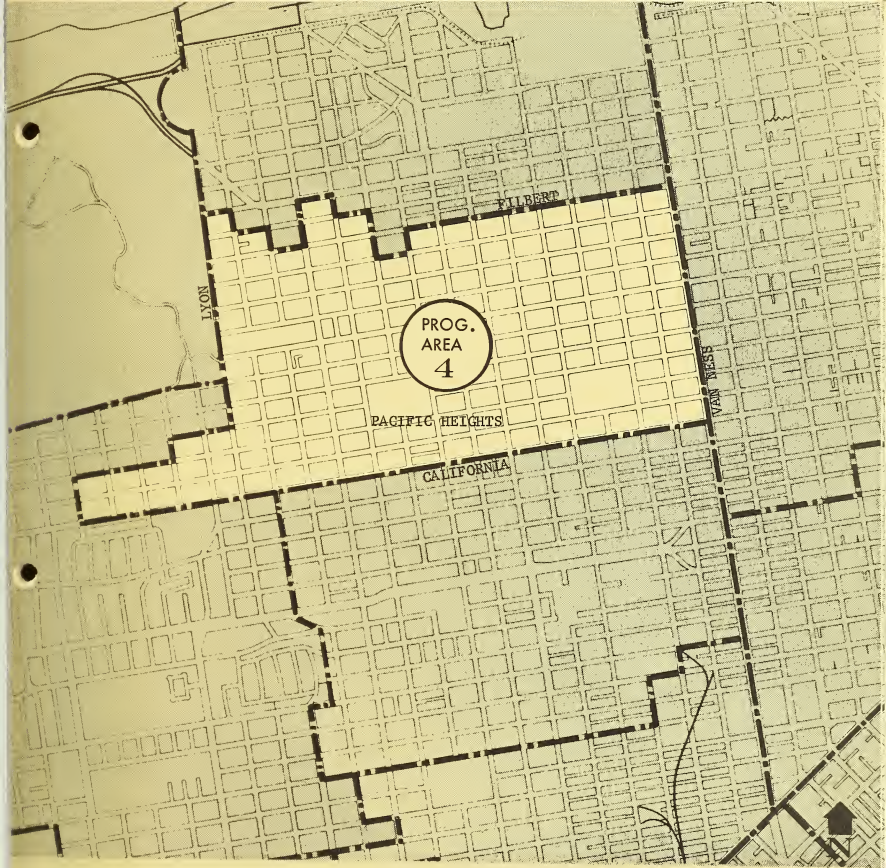 FILBERT
LYON
PROG.
AREA
4
VAN NESS
PACIFIC HEIGHTS
CALIFORNIA
N